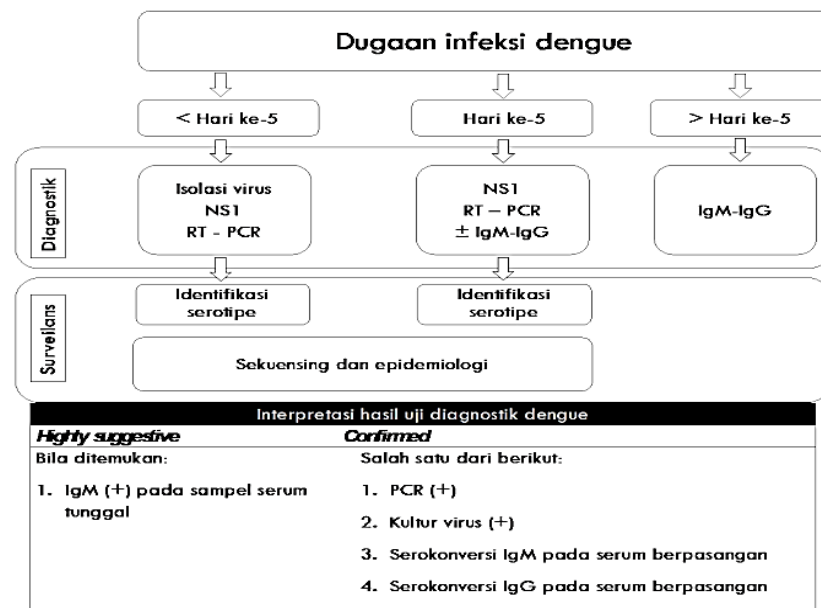 Dugaan infeksi dengue
< Hari ke-5
Hari ke-5
> Hari ke-5
Diagnostik
Isolasi virus
NS1
RT - PCR
NS1
RT – PCR
± IgM-IgG
IgM-IgG
Surveilans
Identifikasi
serotipe
Identifikasi
serotipe
Sekuensing dan epidemiologi
Interpretasi hasil uji diagnostik dengue
Highly suggestive
Confirmed
Bila ditemukan:
1. IgM (+) pada sampel serum
tunggal
Salah satu dari berikut:
1. PCR (+)
2. Kultur virus (+)
3. Serokonversi IgM pada serum berpasangan
4. Serokonversi IgG pada serum berpasangan